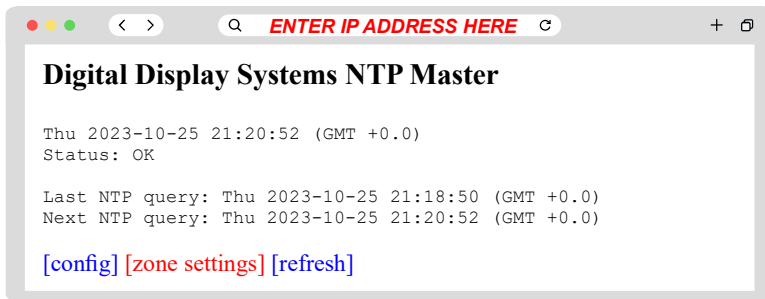 ENTER IP ADDRESS HERE
Digital Display Systems NTP Master
Thu 2023-10-25 21:20:52 (GMT +0.0)
Status: OK
Last NTP query: Thu 2023-10-25 21:18:50 (GMT +0.0)
Next NTP query: Thu 2023-10-25 21:20:52 (GMT +0.0)
[config] [zone settings] [refresh]